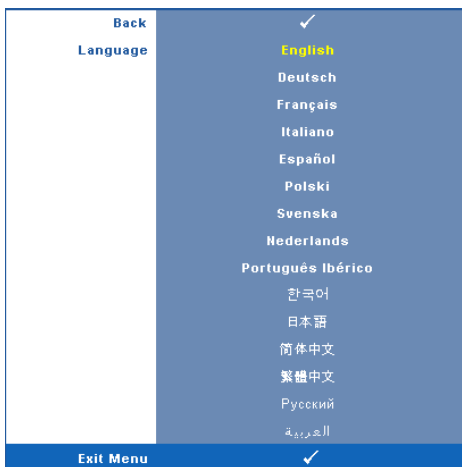 Back
Language English
Deutsch
Français
Italiano
Español
Polski
Svenska
Nederlands
Português Ibérico
한국어
日本語
简体中文
繁體中文
Русский
العربية
Exit Menu